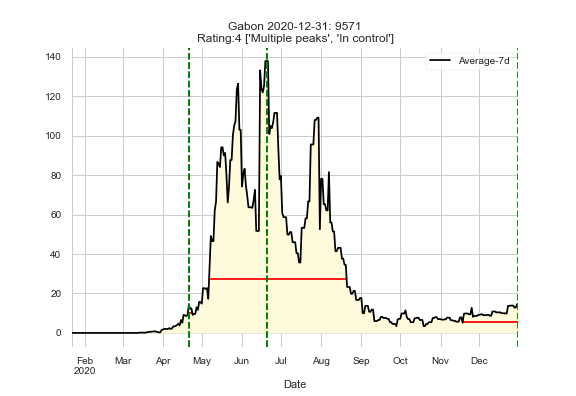 Gabon 2020-12-31: 9571
Rating:4 ['Multiple peaks', 'In control']
Average-7d
140
120
100
80
60
40
20
0
Feb Mar Apr May Jun Jul Aug Sep Oct Nov Dec
2020
Date